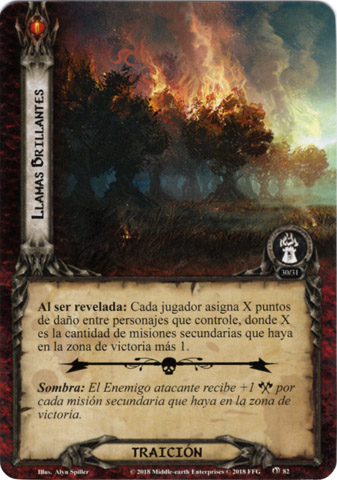 LLAMAS BRILLANTES
30/31
Al ser revelada: Cada jugador asigna X puntos
de daño entre personajes que controle, donde X
es la cantidad de misiones secundarias que haya
en la zona de victoria más 1.
Sombra: El Enemigo atacante recibe +1 por
cada misión secundaria que haya en la zona de
victoria.
TRAICIÓN
Illus. Alyn Spiller © 2018 Middle-earth Enterprises © 2018 FFG 82